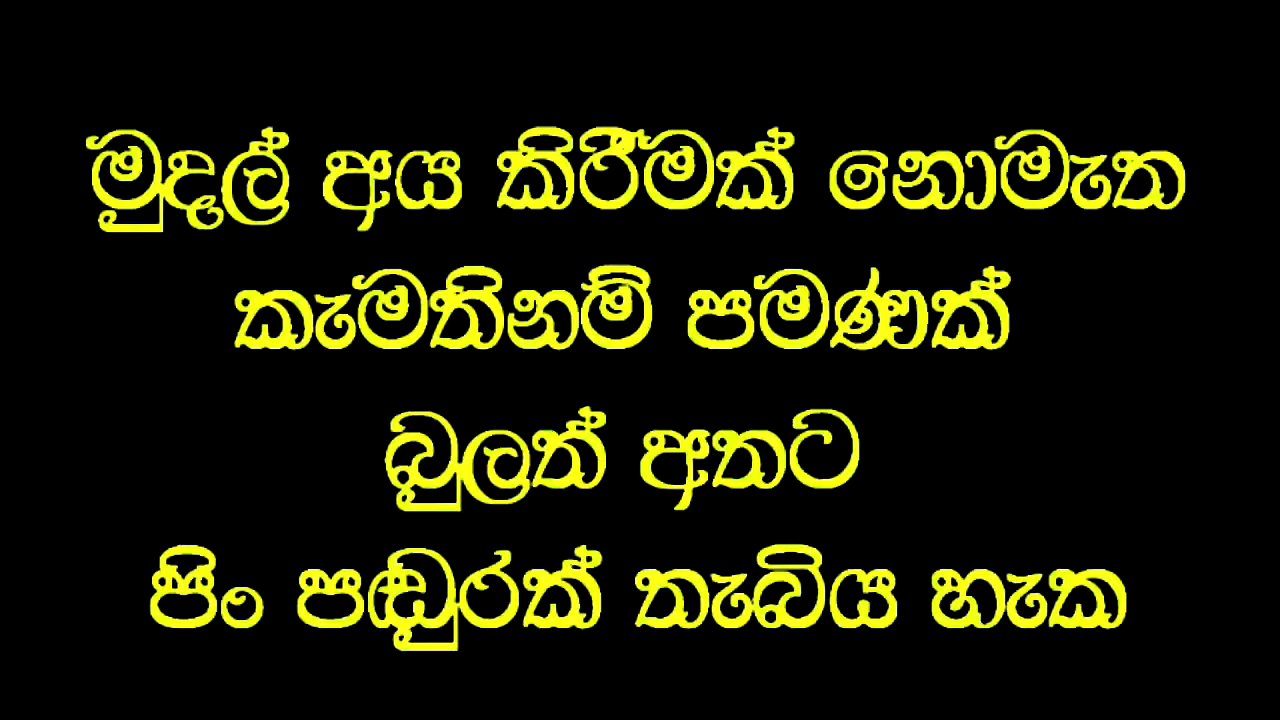 මුදල් අය කිරීමක් නොමැත
කැමතිනම් පමණක්
බුලත් අතට
පිං පඬුරක් තැබිය හැක